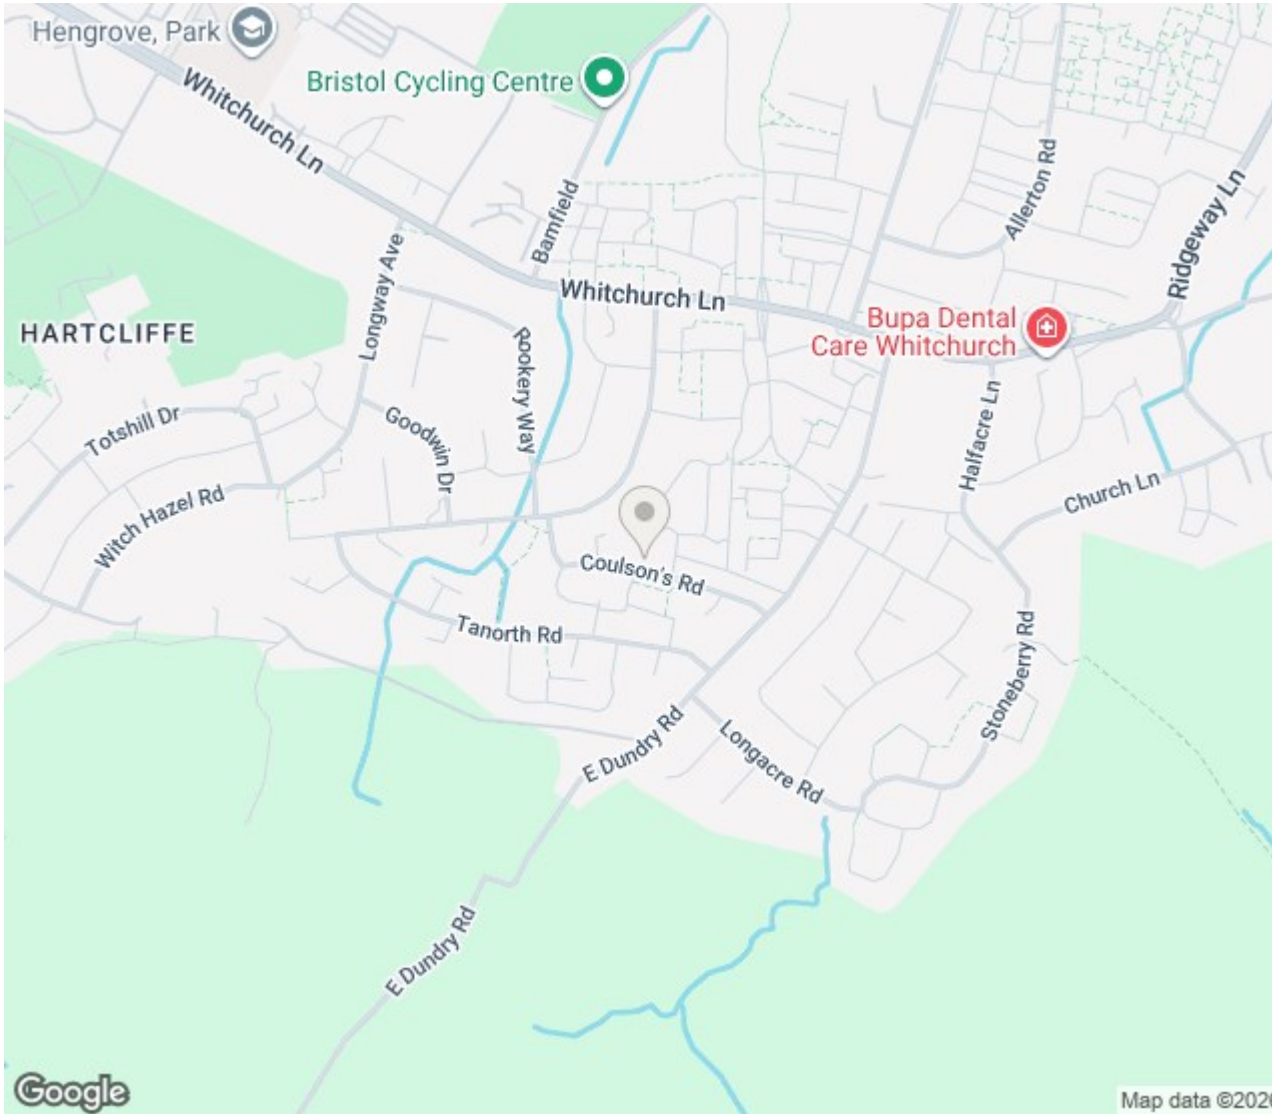 Hengrove, Park
Bristol Cycling Centre
Whitchurch Ln
Allerton Rd
Ridgeway Ln
Bamfield
Longway Ave
Whitchurch Ln
HARTCLIFFE
Bupa Dental
Care Whitchurch
Rookery Way
Totshill Dr
Goodwin Dr
Halfacre Ln
Witch Hazel Rd
Church Ln
Coulson's Rd
Tanorth Rd
Stoneberry Rd
E Dundry Rd
Longacre Rd
E Dundry Rd
Google
Map data ©2026